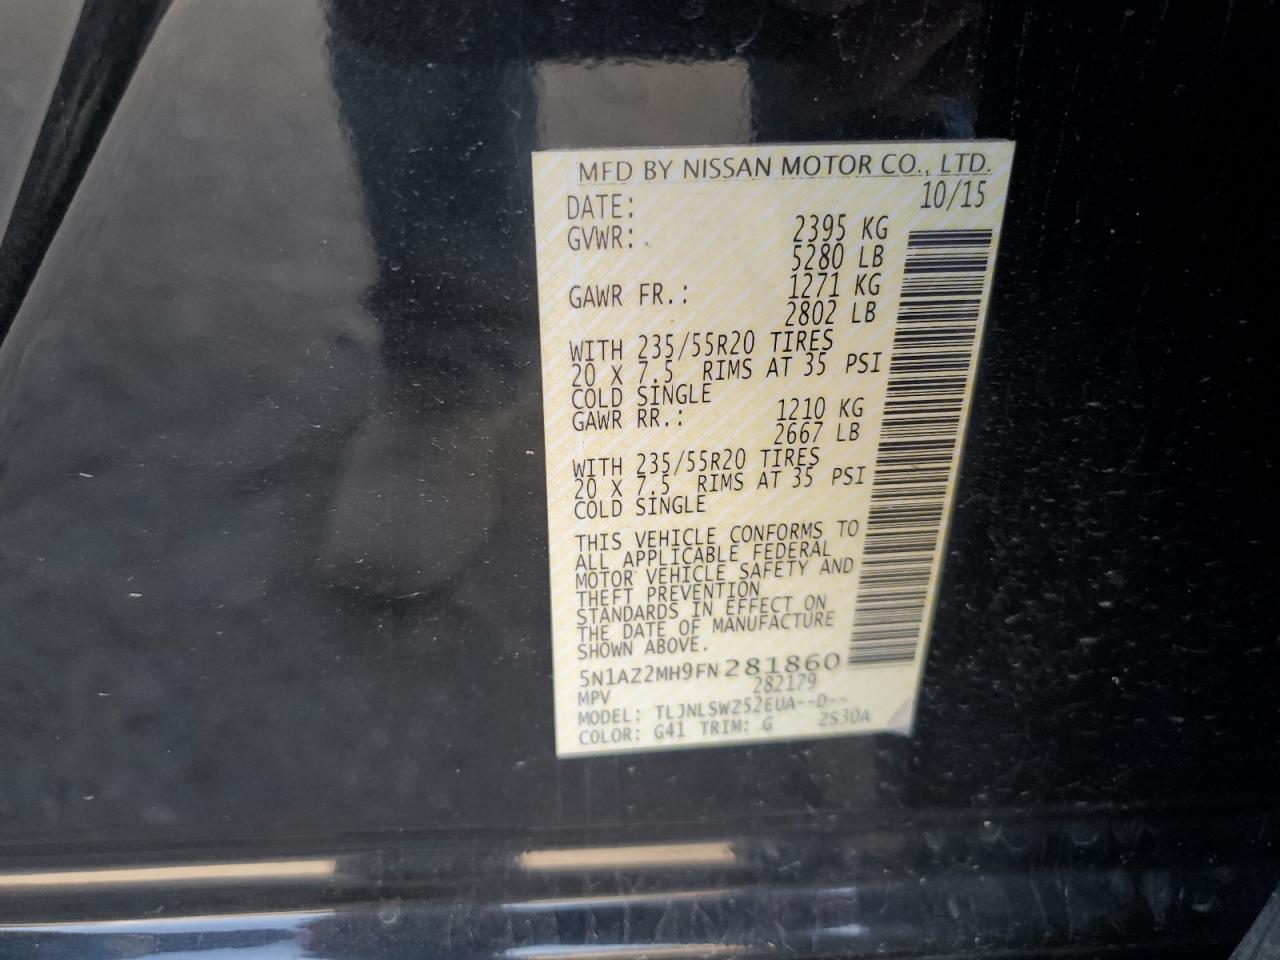 MFD BY NISSAN MOTOR CO., LTD.
DATE: 10/15
GVWR: 2395 KG
5280 LB
GAWR FR.: 1271 KG
2802 LB
WITH 235/55R20 TIRES
20 X 7.5 RIMS AT 35 PSI
COLD SINGLE
GAWR RR.: 1210 KG
2667 LB
WITH 235/55R20 TIRES
20 X 7.5 RIMS AT 35 PSI
COLD SINGLE
THIS VEHICLE CONFORMS TO
ALL APPLICABLE FEDERAL
MOTOR VEHICLE SAFETY AND
THEFT PREVENTION
STANDARDS IN EFFECT ON
THE DATE OF MANUFACTURE
SHOWN ABOVE.
5N1AZ2MH9FN281860
MPV 282179
MODEL: TLJNLSWZ52EUA--D--
COLOR: G41 TRIM: G ZS30A